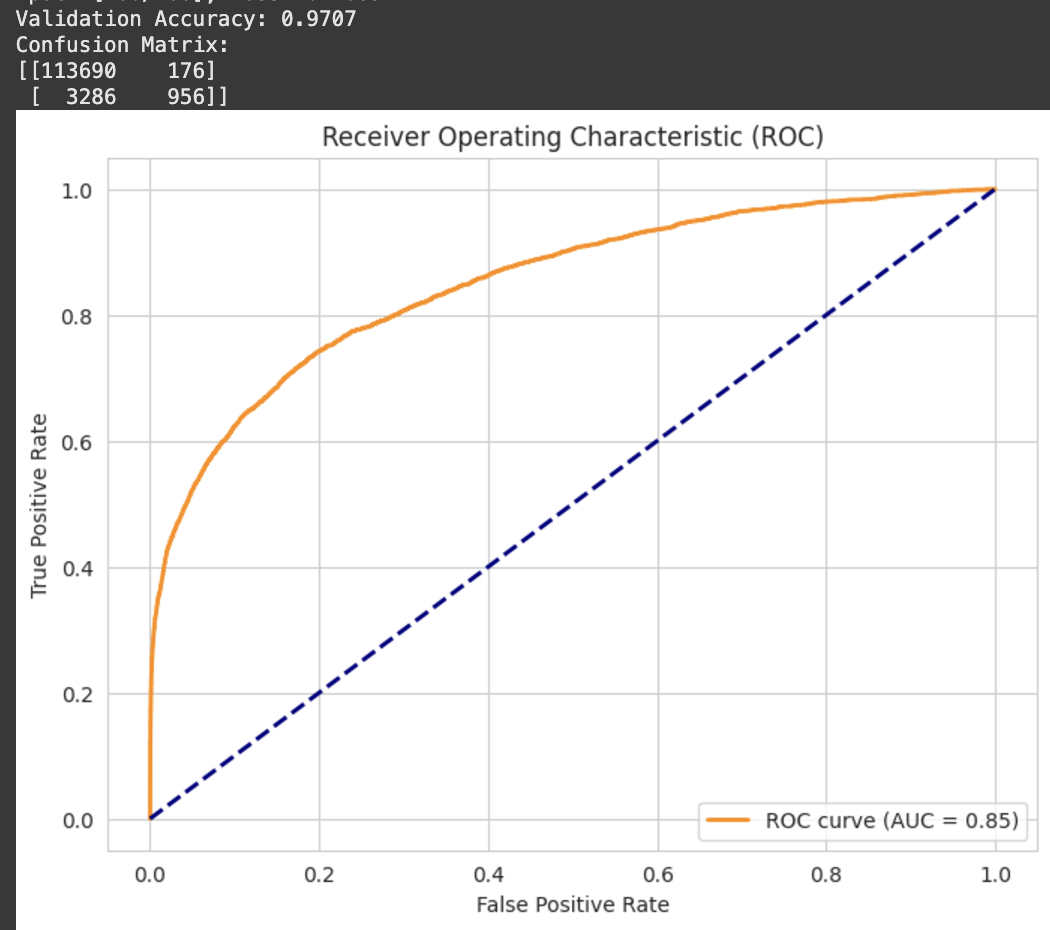 Validation Accuracy: 0.9707
Confusion Matrix:
[[113690    176]
 [  3286    956]]
Receiver Operating Characteristic (ROC)
1.0
0.8
0.6
0.4
0.2
0.0
True Positive Rate
ROC curve (AUC = 0.85)
0.0 0.2 0.4 0.6 0.8 1.0
False Positive Rate